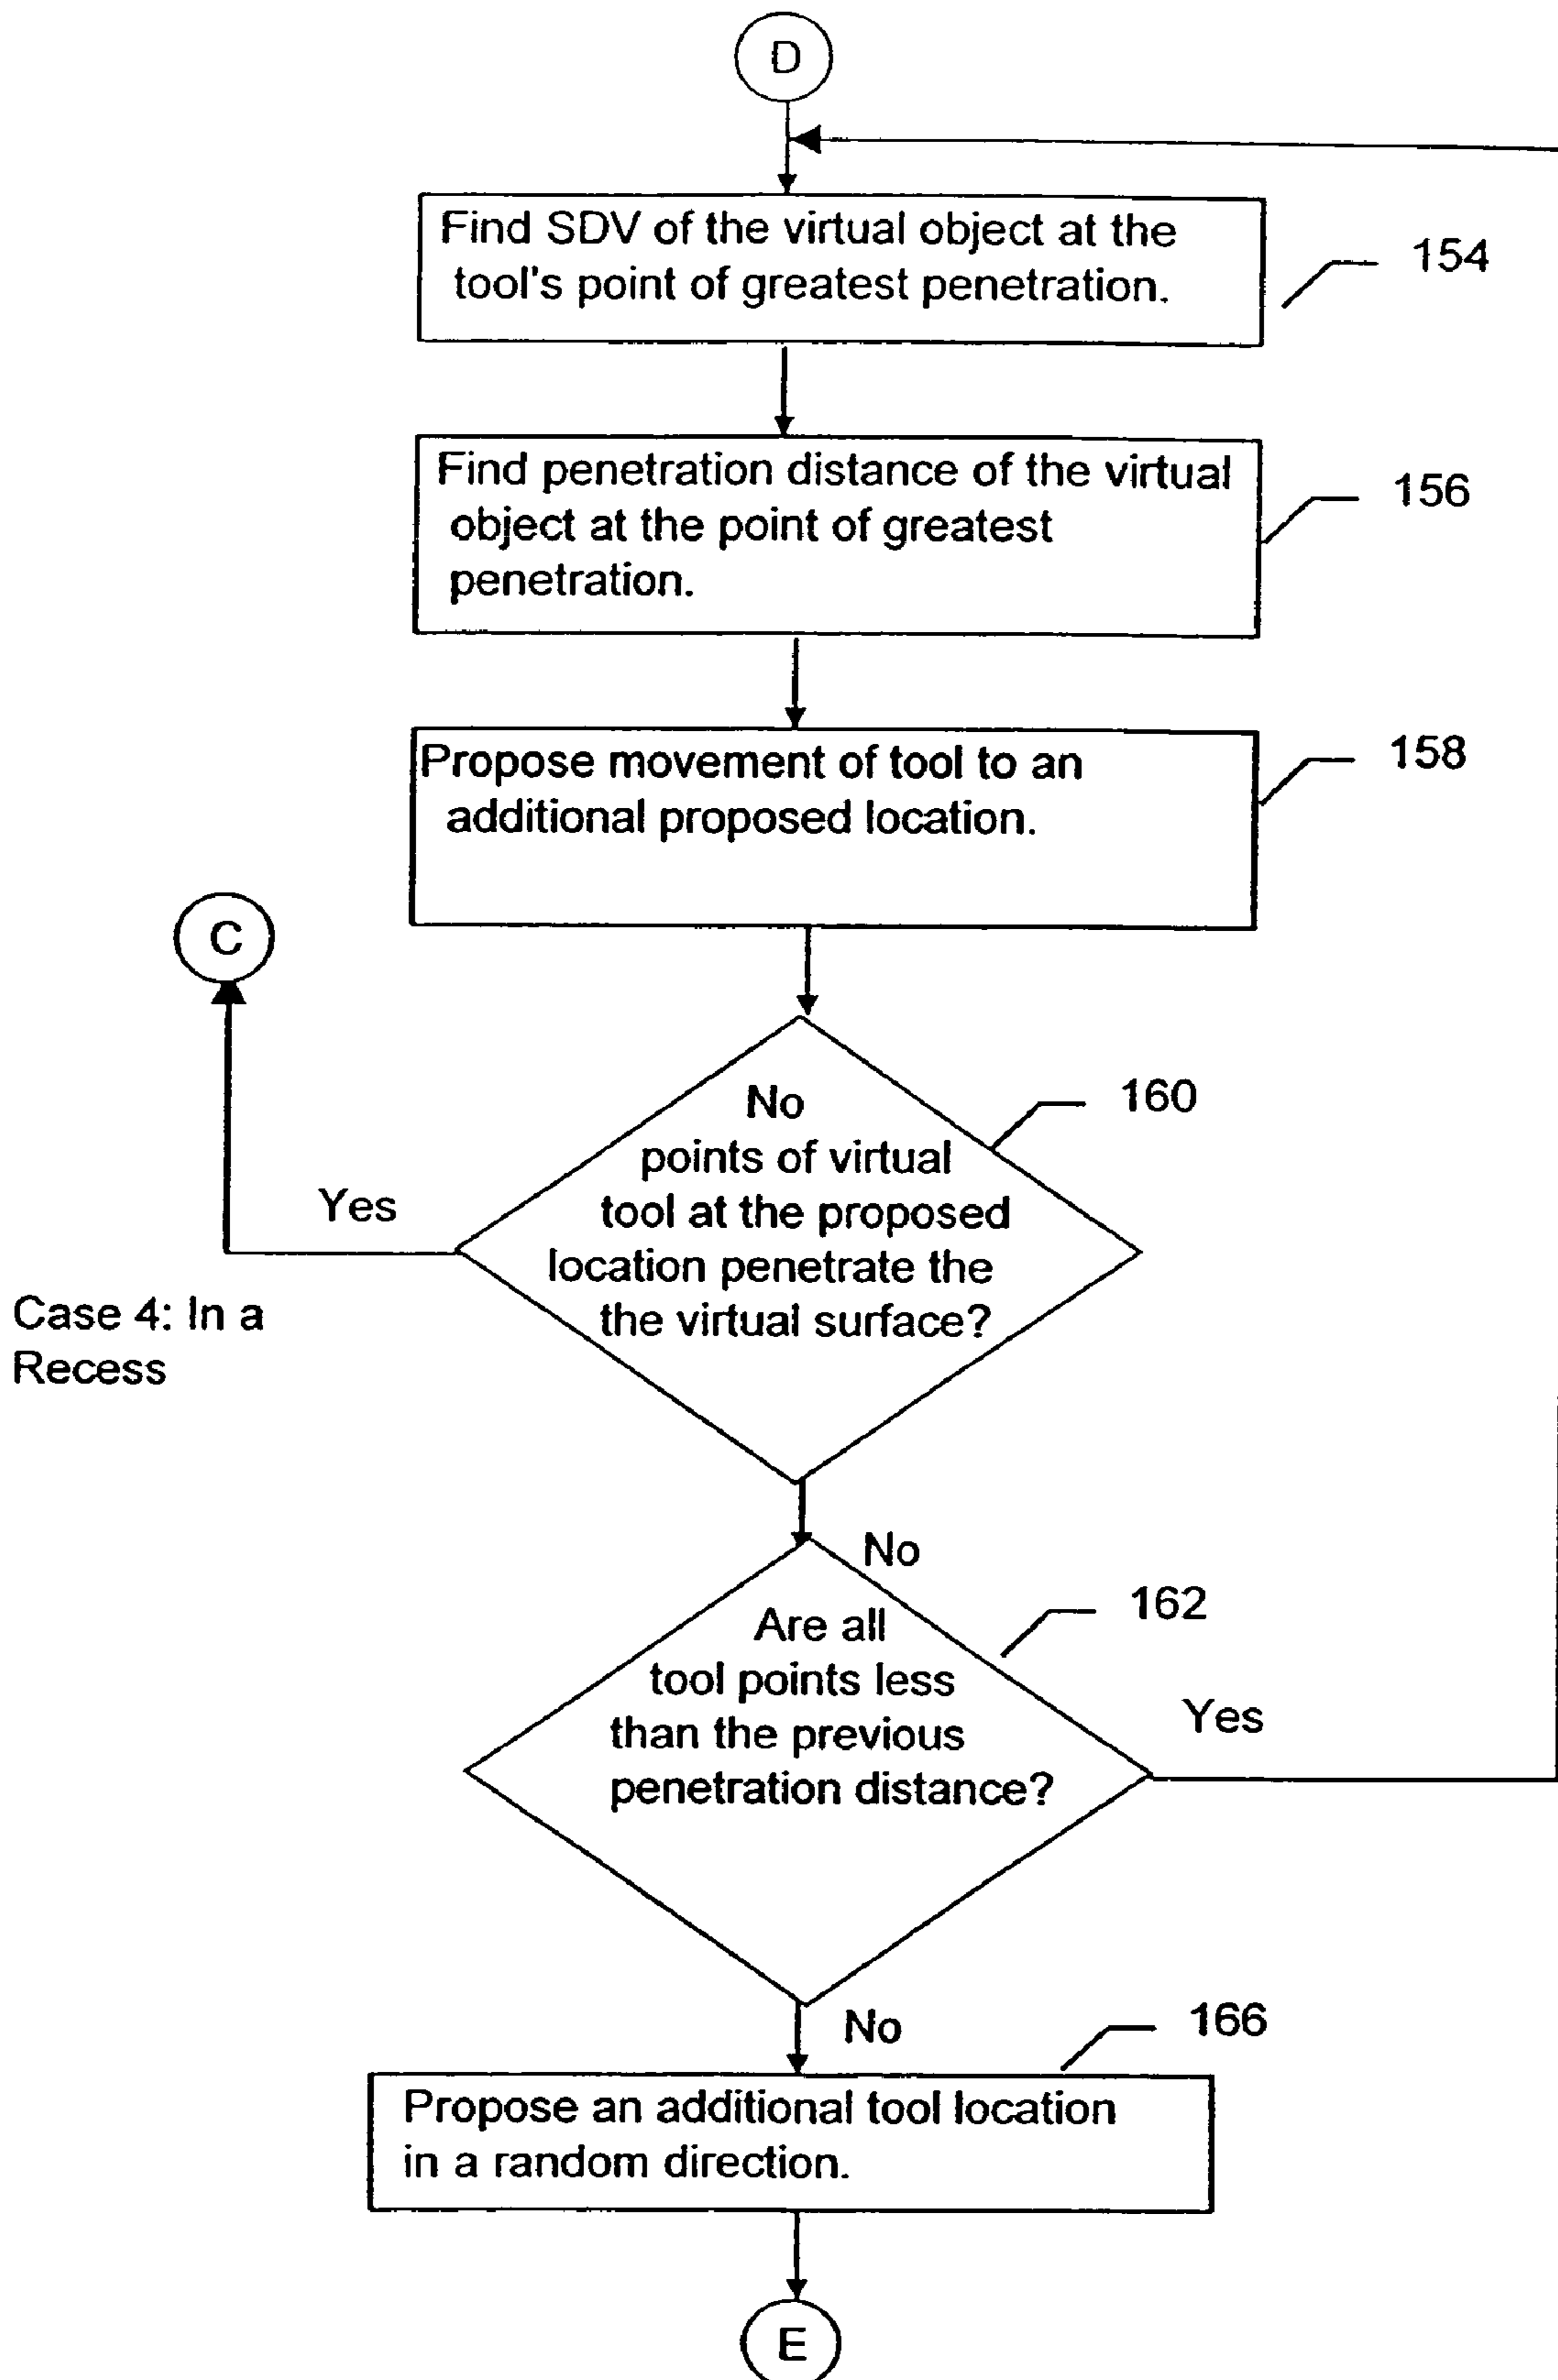 D
Find SDV of the virtual object at the
tool's point of greatest penetration.
154
Find penetration distance of the virtual
object at the point of greatest
penetration.
156
Propose movement of tool to an
additional proposed location.
158
C
No
points of virtual
tool at the proposed
location penetrate the
the virtual surface?
160
Yes
Case 4: In a
Recess
No
Are all
tool points less
than the previous
penetration distance?
162
Yes
No
166
Propose an additional tool location
in a random direction.
E